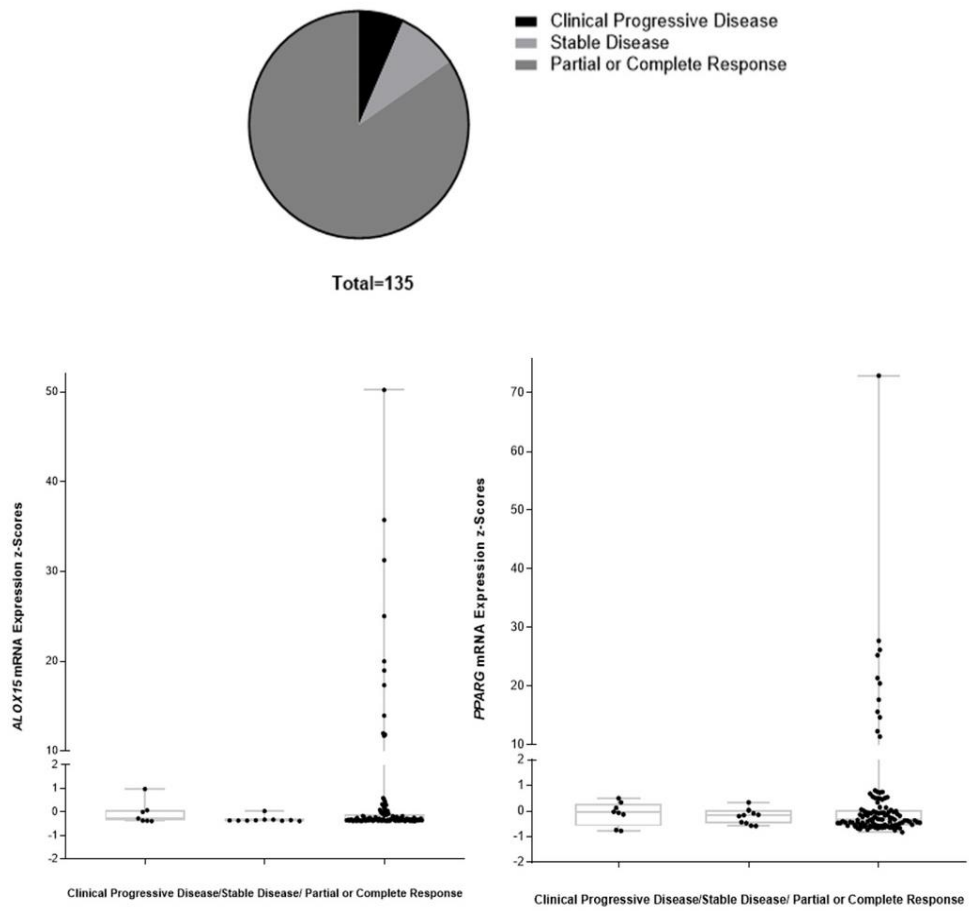 Clinical Progressive Disease
Stable Disease
Partial or Complete Response
Total=135
ALOX15 mRNA Expression z-Scores
50
40
30
20
10
2
1
0
-1
-2
Clinical Progressive Disease/Stable Disease/ Partial or Complete Response
PPARG mRNA Expression z-Scores
70
60
50
40
30
20
10
2
1
0
-1
-2
Clinical Progressive Disease/Stable Disease/ Partial or Complete Response